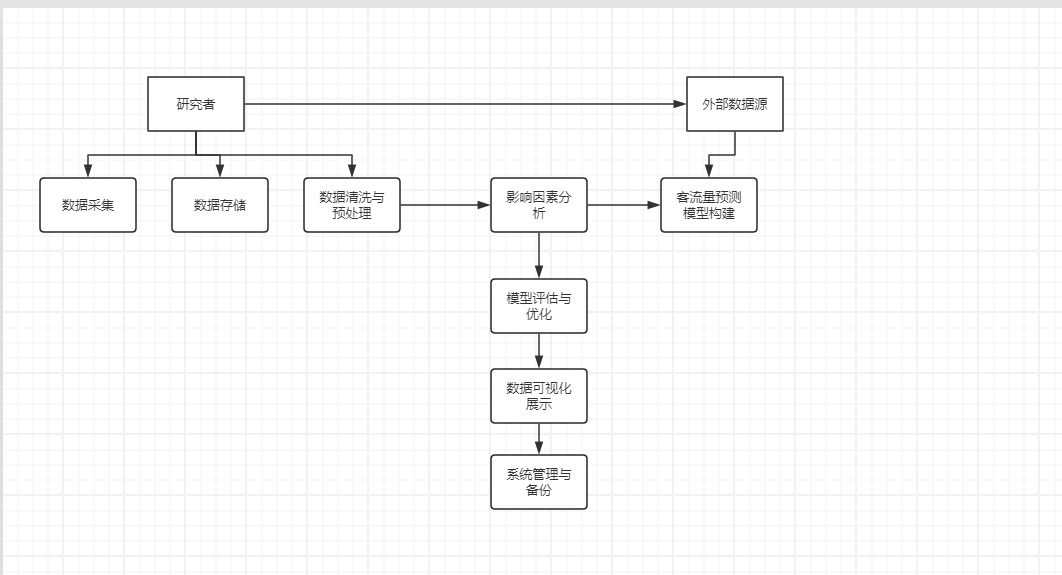 研究者
外部数据源
数据采集
数据存储
数据清洗与
预处理
影响因素分
析
客流量预测
模型构建
模型评估与
优化
数据可视化
展示
系统管理与
备份